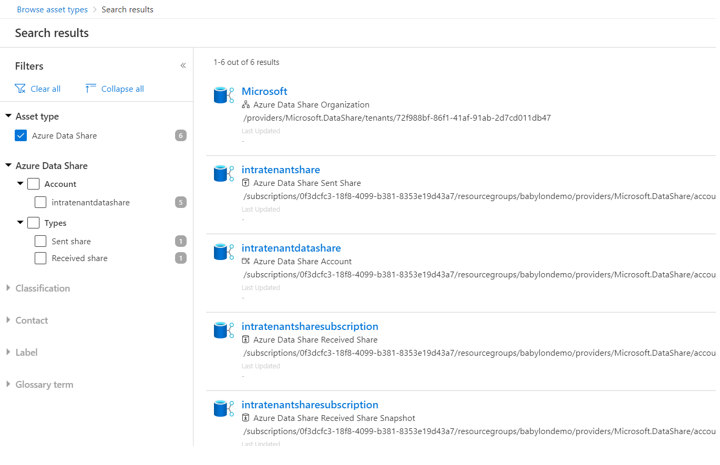 Browse asset types > Search results
Search results
Filters
«
Clear all
Collapse all
Asset type
Azure Data Share
6
Azure Data Share
Account
intratenantdatashare
5
Types
Sent share
1
Received share
1
Classification
Contact
Label
Glossary term
1-6 out of 6 results
Microsoft
Azure Data Share Organization
/providers/Microsoft.DataShare/tenants/72f988bf-86f1-41af-91ab-2d7cd011db47
Last Updated
-
intratenantshare
Azure Data Share Sent Share
/subscriptions/0f3dcfc3-18f8-4099-b381-8353e19d43a7/resourcegroups/babylondemo/providers/Microsoft.DataShare/accou
Last Updated
-
intratenantdatashare
Azure Data Share Account
/subscriptions/0f3dcfc3-18f8-4099-b381-8353e19d43a7/resourcegroups/babylondemo/providers/Microsoft.DataShare/accou
Last Updated
-
intratenantsharesubscription
Azure Data Share Received Share
/subscriptions/0f3dcfc3-18f8-4099-b381-8353e19d43a7/resourcegroups/babylondemo/providers/Microsoft.DataShare/accou
Last Updated
-
intratenantsharesubscription
Azure Data Share Received Share Snapshot
/subscriptions/0f3dcfc3-18f8-4099-b381-8353e19d43a7/resourcegroups/babylondemo/providers/Microsoft.DataShare/accou
Last Updated